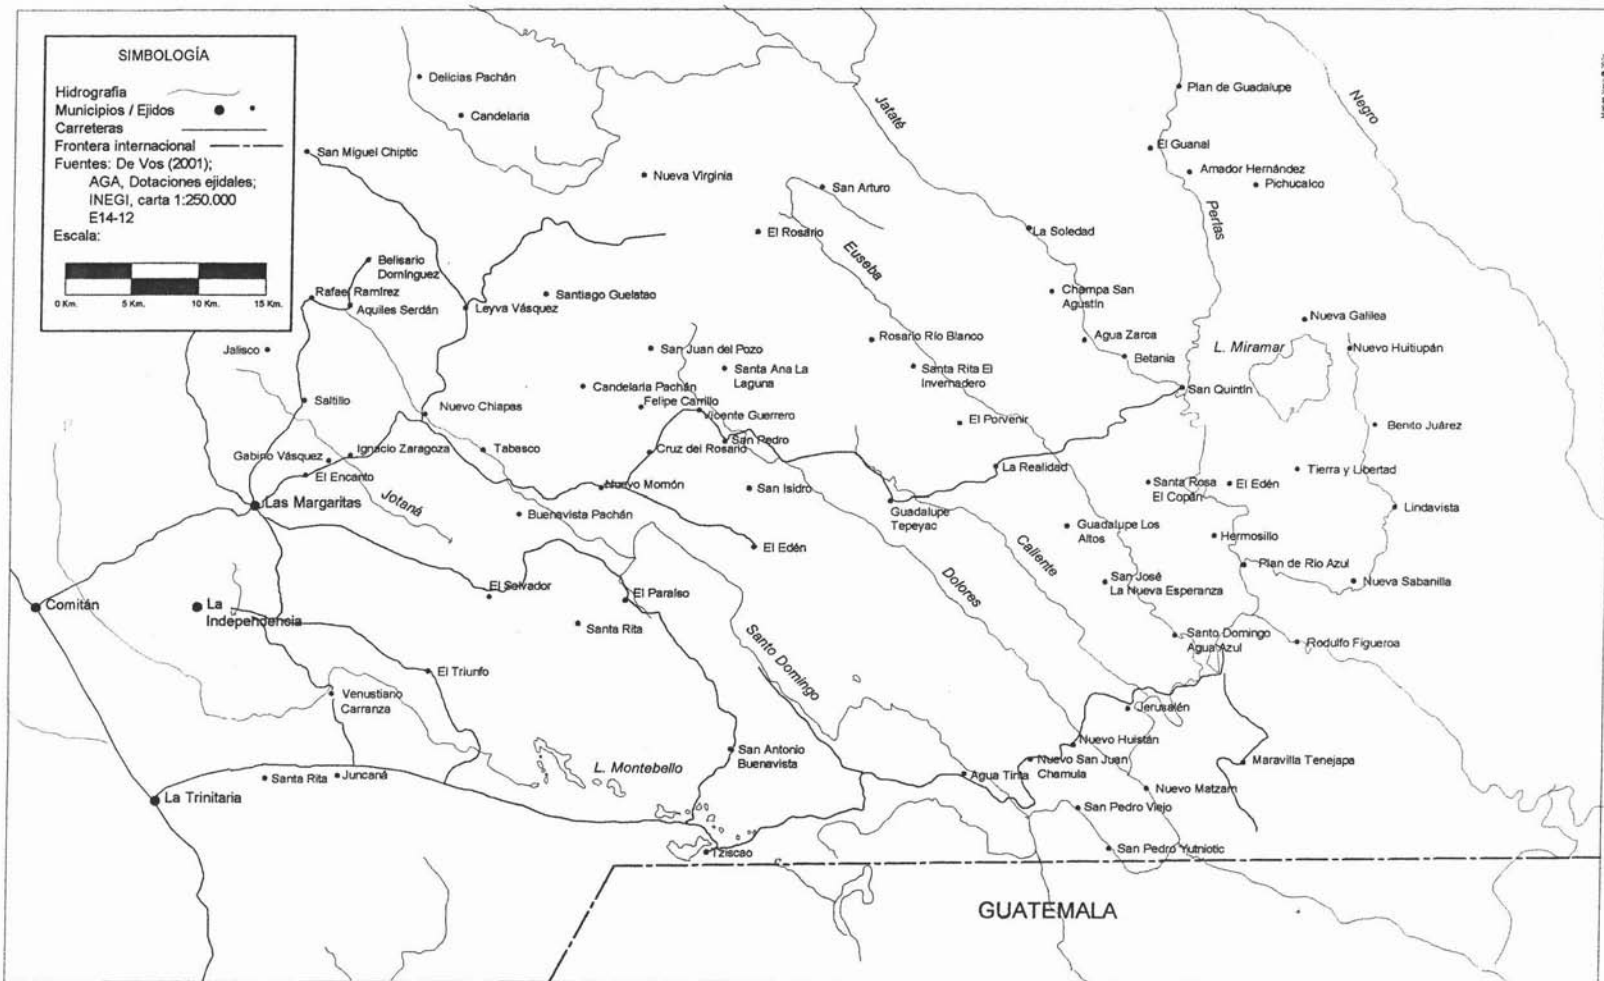 SIMBOLOGÍA
Hidrografía
Municipios / Ejidos
Carreteras
Frontera internacional
Fuentes: De Vos (2001);
AGA, Dotaciones ejidales;
INEGI, carta 1:250.000
E14-12
Escala:
0 Km.
5 Km.
10 Km.
15 Km.
Delicias Pachán
Candelaria
San Miguel Chiptic
Nueva Virginia
San Arturo
El Rosario
Jataté
Plan de Guadalupe
Negro
El Guanal
Amador Hernández
Pichucalco
Perlas
La Soledad
Euseba
Belisario
Domínguez
Rafael Ramírez
Aquiles Serdán
Leyva Vásquez
Santiago Guelatao
Champa San
Agustín
Nueva Galilea
Jalisco
San Juan del Pozo
Rosario Río Blanco
Agua Zarca
Betania
L. Miramar
Nuevo Huitiupán
Santa Ana La
Laguna
Santa Rita El
Invernadero
San Quintín
Candelaria Pachán
Felipe Carrillo
Saltillo
Nuevo Chiapas
Vicente Guerrero
El Porvenir
Benito Juárez
San Pedro
Gabino Vásquez
Ignacio Zaragoza
Tabasco
Cruz del Rosario
El Encanto
La Realidad
Tierra y Libertad
Santa Rosa
El Copán
El Edén
Nuevo Momón
San Isidro
Las Margaritas
Jotaná
Buenavista Pachán
Guadalupe
Tepeyac
Lindavista
Guadalupe Los
Altos
Hermosillo
El Edén
Caliente
Plan de Río Azul
Dolores
San José
La Nueva Esperanza
Nueva Sabanilla
El Selvador
El Paraíso
Comitán
La
Independencia
Santa Rita
Santo Domingo
Santo Domingo
Agua Azul
Rodulfo Figueroa
El Triunfo
Venustiano
Carranza
Jerusalén
Nuevo Huistán
San Antonio
Buenavista
Nuevo San Juan
Chamula
Maravilla Tenejapa
L. Montebello
Santa Rita
Juncaná
Agua Tinta
Nuevo Matzam
La Trinitaria
San Pedro Viejo
Tziscao
San Pedro Yutniotic
GUATEMALA